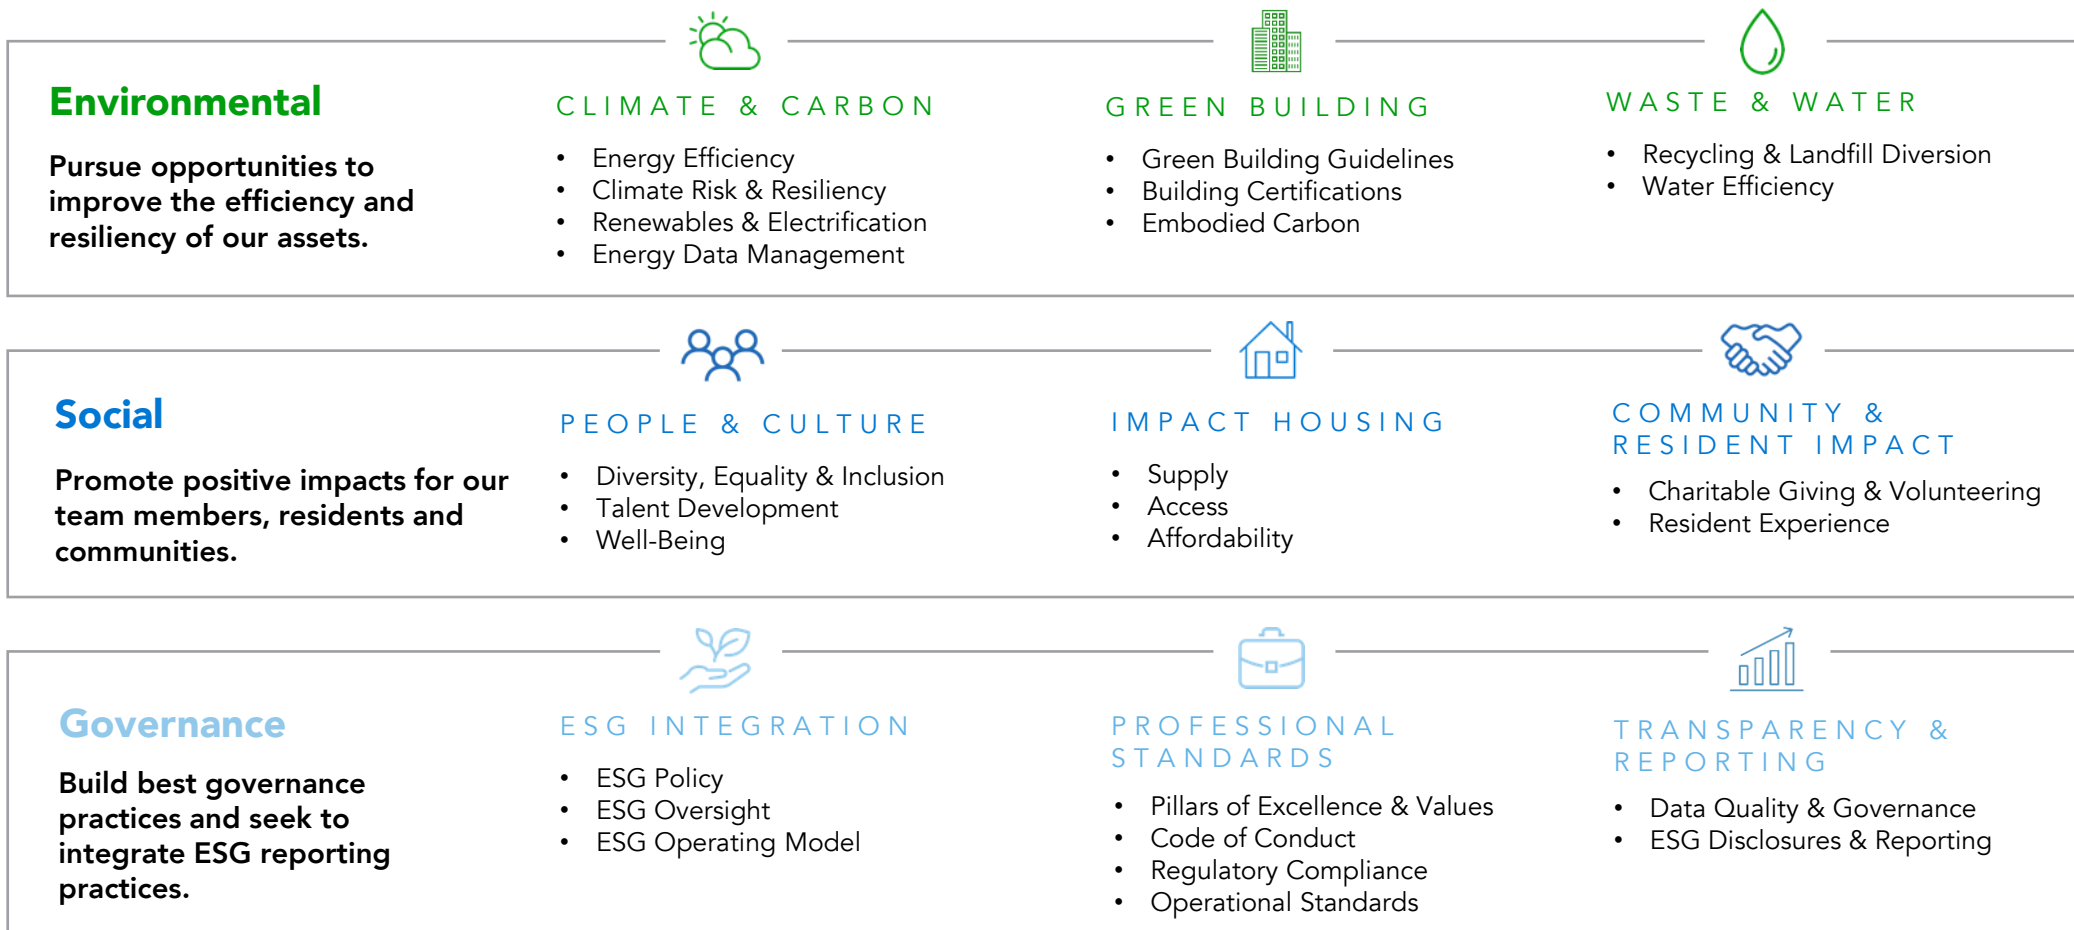 Environmental
Pursue opportunities to
improve the efficiency and
resiliency of our assets.
CLIMATE & CARBON
• Energy Efficiency
• Climate Risk & Resiliency
• Renewables & Electrification
• Energy Data Management
GREEN BUILDING
• Green Building Guidelines
• Building Certifications
• Embodied Carbon
WASTE & WATER
• Recycling & Landfill Diversion
• Water Efficiency
Social
Promote positive impacts for our
team members, residents and
communities.
PEOPLE & CULTURE
• Diversity, Equality & Inclusion
• Talent Development
• Well-Being
IMPACT HOUSING
• Supply
• Access
• Affordability
COMMUNITY &
RESIDENT IMPACT
• Charitable Giving & Volunteering
• Resident Experience
Governance
Build best governance
practices and seek to
integrate ESG reporting
practices.
ESG INTEGRATION
• ESG Policy
• ESG Oversight
• ESG Operating Model
PROFESSIONAL
STANDARDS
• Pillars of Excellence & Values
• Code of Conduct
• Regulatory Compliance
• Operational Standards
TRANSPARENCY &
REPORTING
• Data Quality & Governance
• ESG Disclosures & Reporting